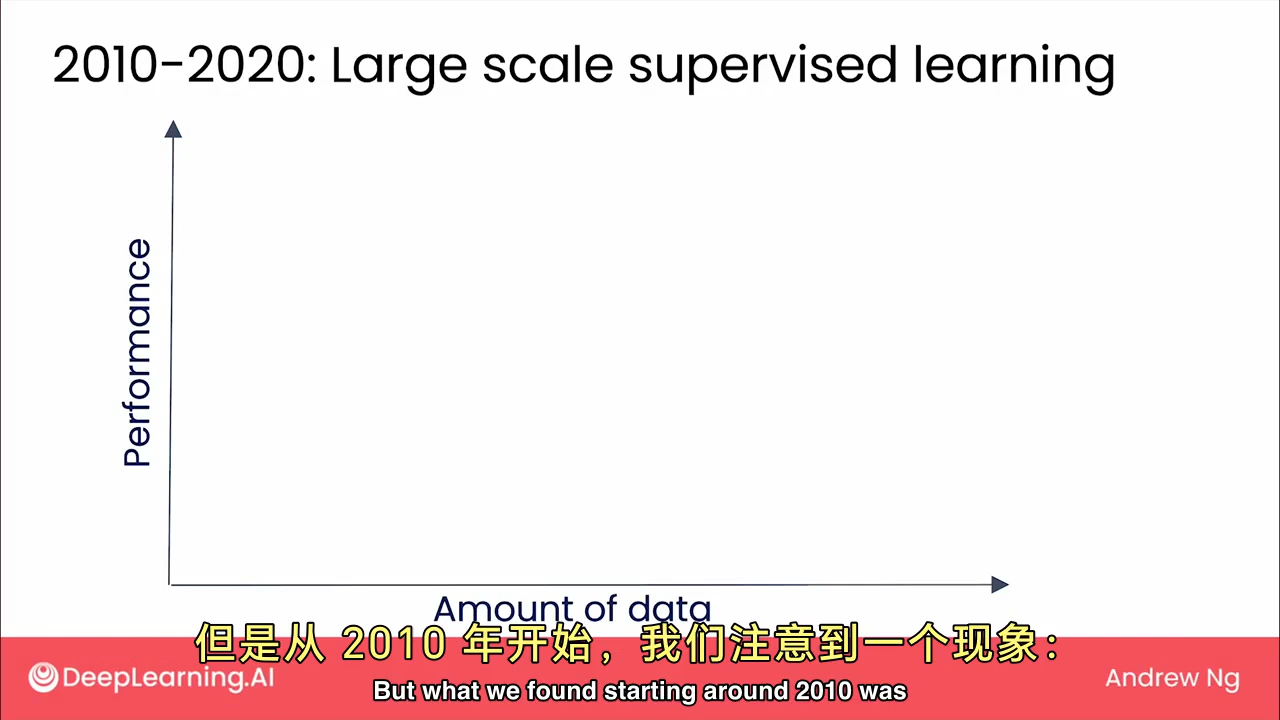 2010-2020: Large scale supervised learning
Performance
Amount of data
但是从 2010 年开始，我们注意到一个现象：
DeepLearning.AI
But what we found starting around 2010 was
Andrew Ng